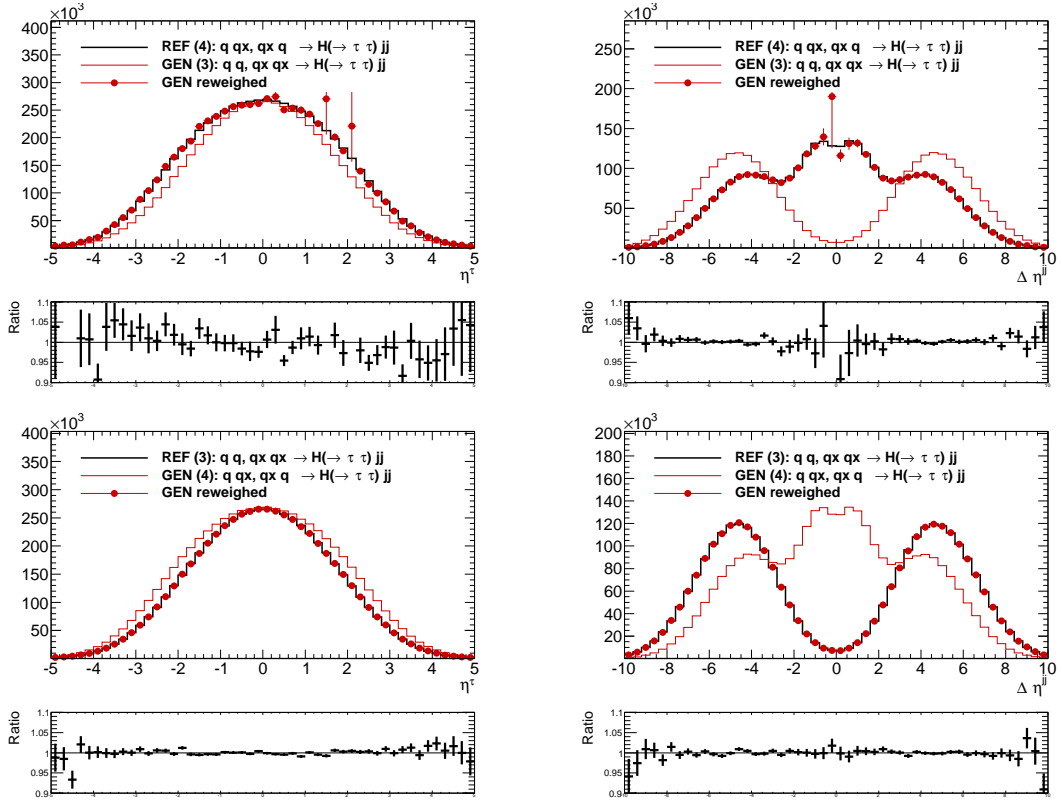 ×10³
400
350
300
250
200
150
100
50
REF (4): q qx, qx q → H(→ τ τ) jj
GEN (3): q q, qx qx → H(→ τ τ) jj
GEN reweighed
-5 -4 -3 -2 -1 0 1 2 3 4 5
η^τ
Ratio
1.1
1.05
1
0.95
0.9
×10³
250
200
150
100
50
REF (4): q qx, qx q → H(→ τ τ) jj
GEN (3): q q, qx qx → H(→ τ τ) jj
GEN reweighed
-10 -8 -6 -4 -2 0 2 4 6 8 10
Δ η^jj
Ratio
1.1
1.05
1
0.95
0.9
×10³
400
350
300
250
200
150
100
50
REF (3): q q, qx qx → H(→ τ τ) jj
GEN (4): q qx, qx q → H(→ τ τ) jj
GEN reweighed
-5 -4 -3 -2 -1 0 1 2 3 4 5
η^τ
Ratio
1.1
1.05
1
0.95
0.9
×10³
200
180
160
140
120
100
80
60
40
20
REF (3): q q, qx qx → H(→ τ τ) jj
GEN (4): q qx, qx q → H(→ τ τ) jj
GEN reweighed
-10 -8 -6 -4 -2 0 2 4 6 8 10
Δ η^jj
Ratio
1.1
1.05
1
0.95
0.9